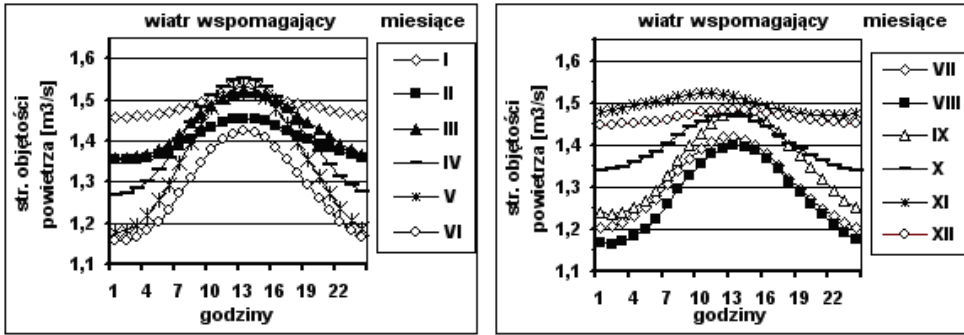 wiatr wspomagający miesiące
str. objętości
powietrza [m3/s]
1,6
1,5
1,4
1,3
1,2
1,1
1 4 7 10 13 16 19 22
godziny
I
II
III
IV
V
VI
wiatr wspomagający miesiące
str. objętości
powietrza [m3/s]
1,6
1,5
1,4
1,3
1,2
1,1
1 4 7 10 13 16 19 22
godziny
VII
VIII
IX
X
XI
XII